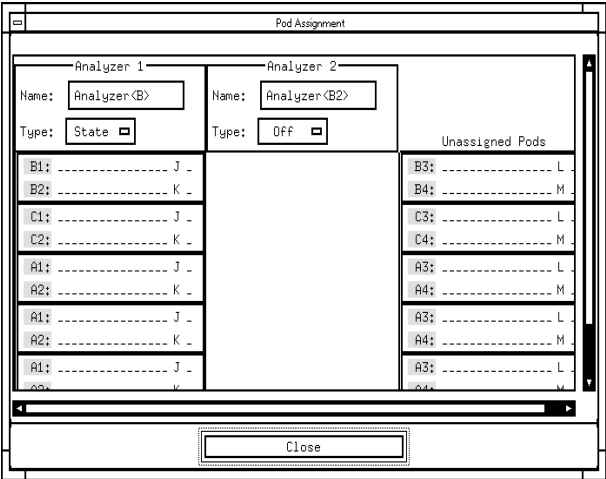 Pod Assignment
Analyzer 1
Name: Analyzer<B>
Type: State
Analyzer 2
Name: Analyzer<B2>
Type: Off
Unassigned Pods
B1: ---------------- J -
B2: ---------------- K -
C1: ---------------- J -
C2: ---------------- K -
A1: ---------------- J -
A2: ---------------- K -
A1: ---------------- J -
A2: ---------------- K -
A1: ---------------- J -
B3: ---------------- L -
B4: ---------------- M -
C3: ---------------- L -
C4: ---------------- M -
A3: ---------------- L -
A4: ---------------- M -
A3: ---------------- L -
A4: ---------------- M -
A3: ---------------- L -
Close